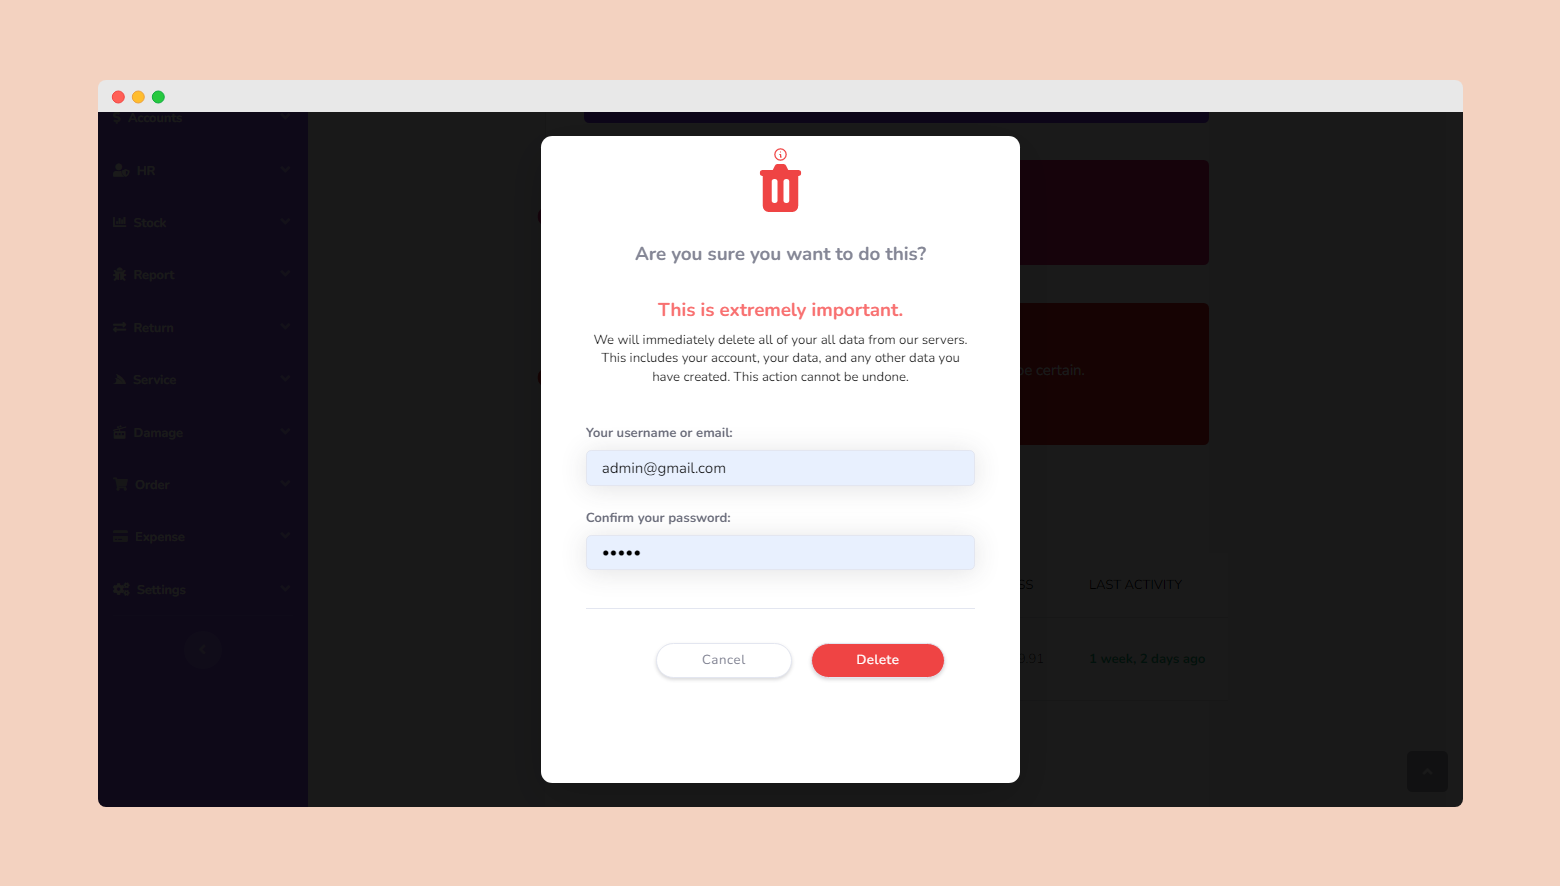 Accounts
HR
Stock
Report
Return
Service
Damage
Order
Expense
Settings
Are you sure you want to do this?
This is extremely important.
We will immediately delete all of your all data from our servers.
This includes your account, your data, and any other data you
have created. This action cannot be undone.
Your username or email:
admin@gmail.com
Confirm your password:
•••••
Cancel
Delete
be certain.
LAST ACTIVITY
1 week, 2 days ago